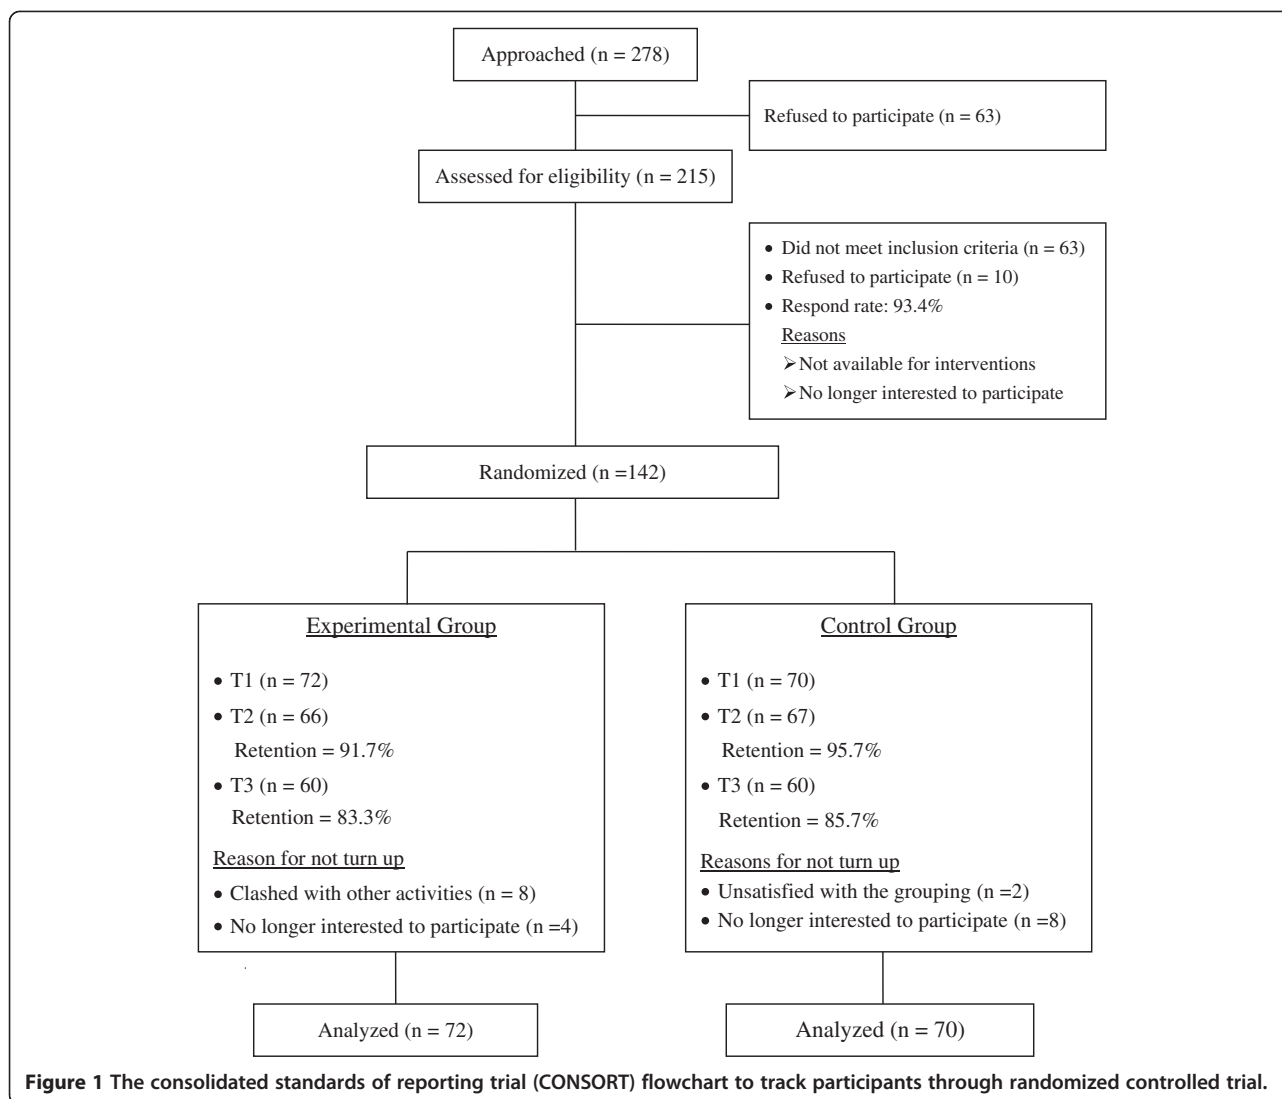 Approached (n = 278)
Refused to participate (n = 63)
Assessed for eligibility (n = 215)
• Did not meet inclusion criteria (n = 63)
• Refused to participate (n = 10)
• Respond rate: 93.4%
Reasons
➢Not available for interventions
➢No longer interested to participate
Randomized (n =142)
Experimental Group
• T1 (n = 72)
• T2 (n = 66)
Retention = 91.7%
• T3 (n = 60)
Retention = 83.3%
Reason for not turn up
• Clashed with other activities (n = 8)
• No longer interested to participate (n =4)
Control Group
• T1 (n = 70)
• T2 (n = 67)
Retention = 95.7%
• T3 (n = 60)
Retention = 85.7%
Reasons for not turn up
• Unsatisfied with the grouping (n =2)
• No longer interested to participate (n =8)
Analyzed (n = 72)
Analyzed (n = 70)
Figure 1 The consolidated standards of reporting trial (CONSORT) flowchart to track participants through randomized controlled trial.